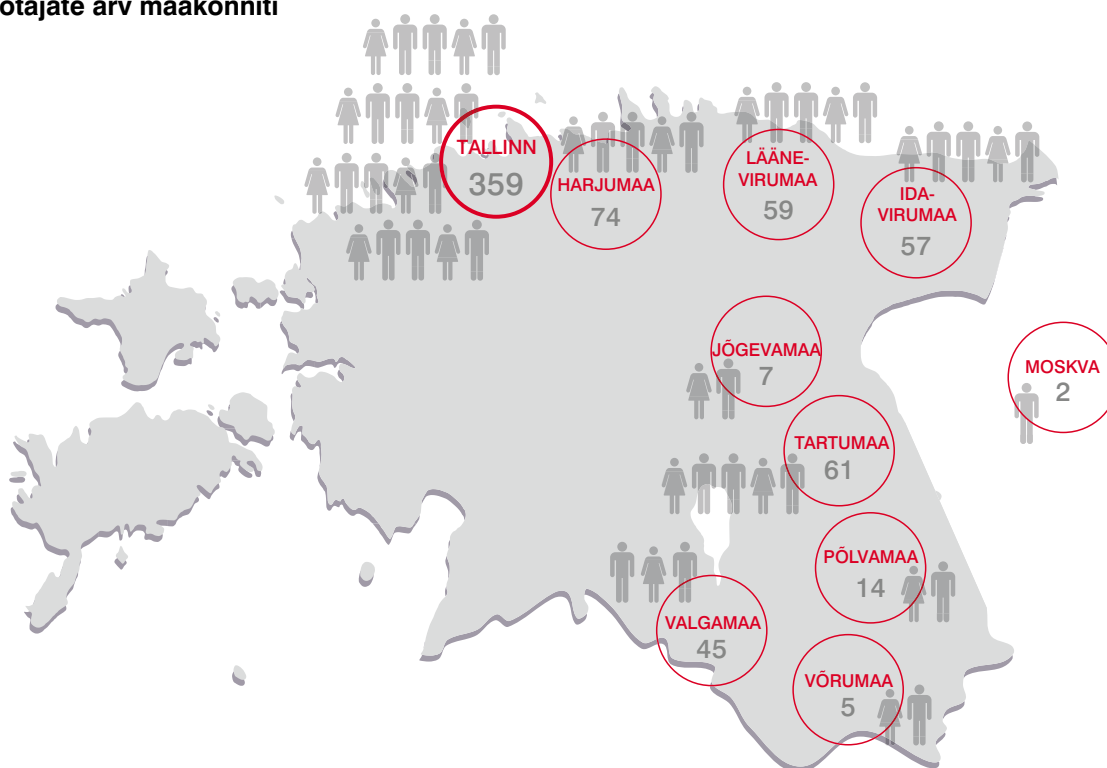 otajate arv maakonniti
TALLINN
359
HARJUMAA
74
LÄÄNE-
VIRUMAA
59
IDA-
VIRUMAA
57
JÕGEVAMAA
7
MOSKVA
2
TARTUMAA
61
PÕLVAMAA
14
VALGAMAA
45
VÕRUMAA
5